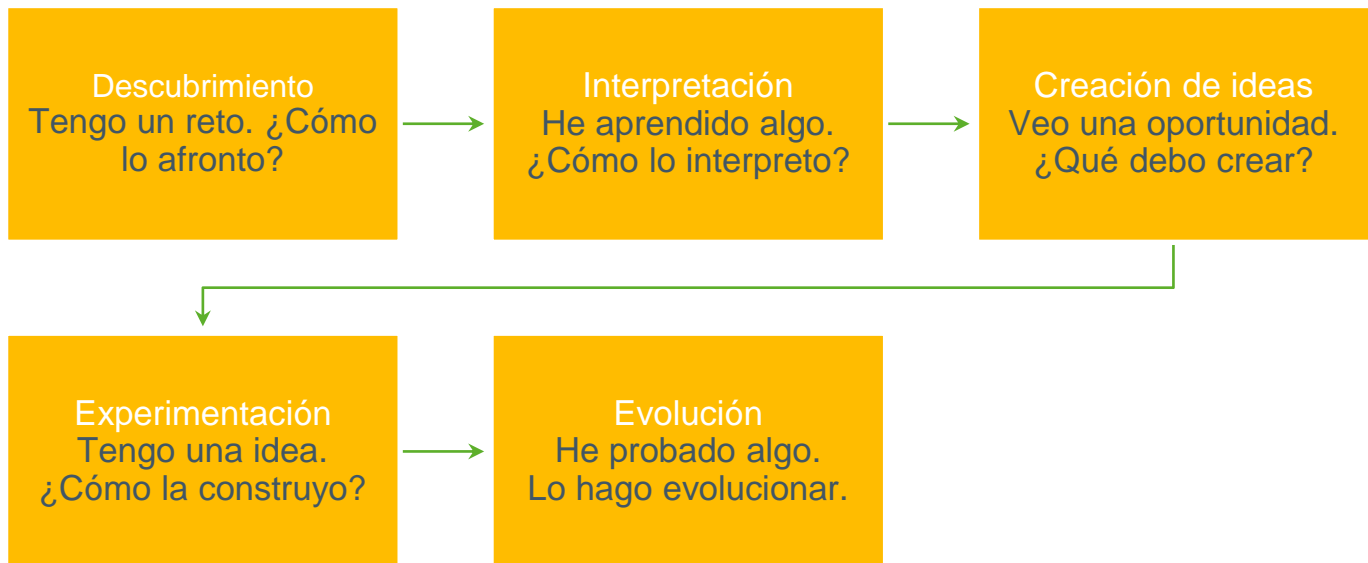 Descubrimiento
Tengo un reto. ¿Cómo
lo afronto?
Interpretación
He aprendido algo.
¿Cómo lo interpreto?
Creación de ideas
Veo una oportunidad.
¿Qué debo crear?
Experimentación
Tengo una idea.
¿Cómo la construyo?
Evolución
He probado algo.
Lo hago evolucionar.